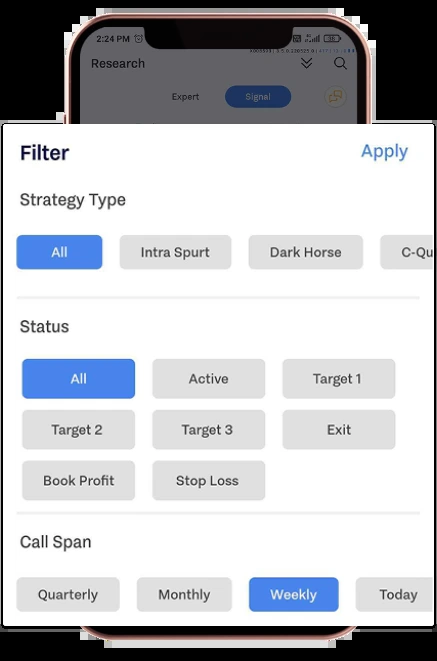 2:24 PM
Research
Expert
Signal
Filter
Apply
Strategy Type
All
Intra Spurt
Dark Horse
C-Qu
Status
All
Active
Target 1
Target 2
Target 3
Exit
Book Profit
Stop Loss
Call Span
Quarterly
Monthly
Weekly
Today